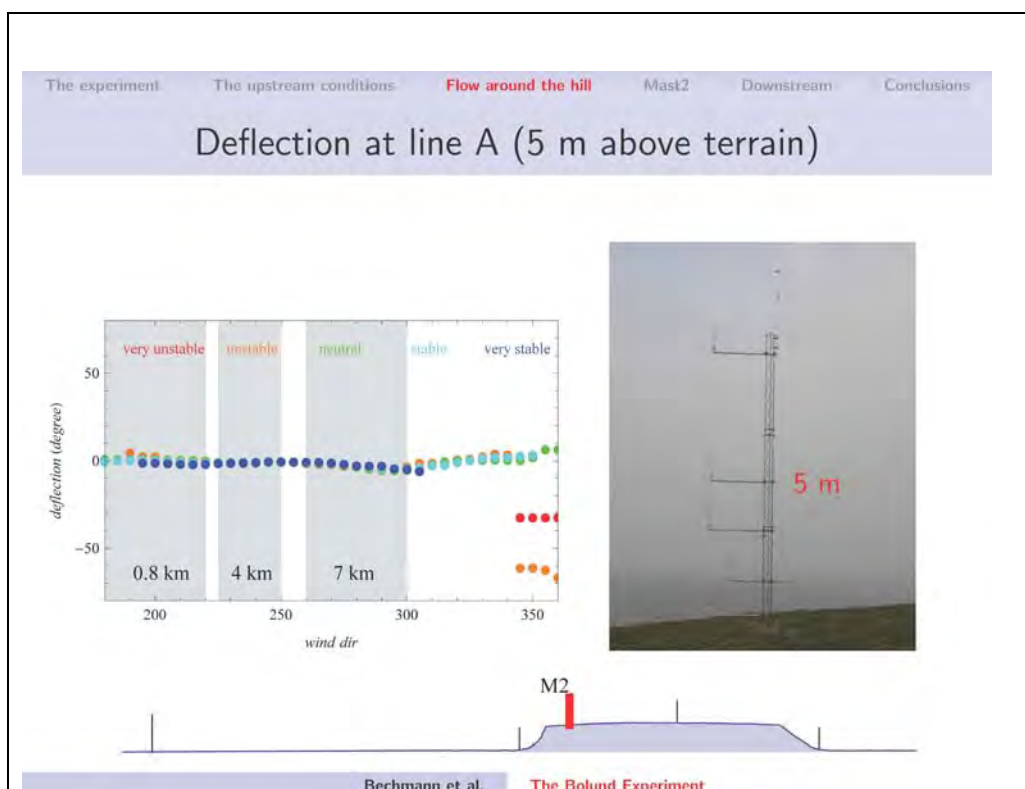 The experiment The upstream conditions Flow around the hill Mast2 Downstream Conclusions
Deflection at line A (5 m above terrain)
very unstable unstable neutral stable very stable
50
0
−50
deflection (degree)
0.8 km 4 km 7 km
200 250 300 350
wind dir
5 m
M2
Bechmann et al. The Bolund Experiment